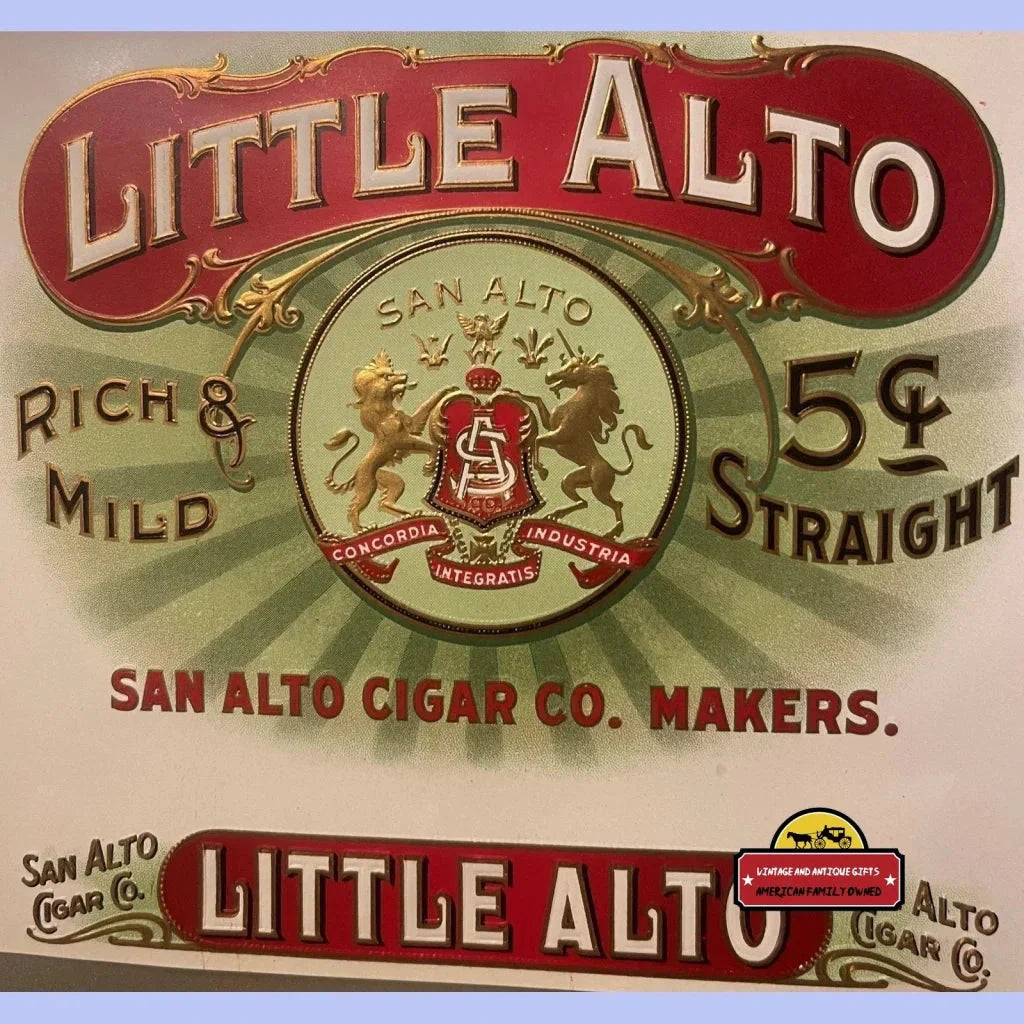 LITTLE ALTO
SAN ALTO
RICH &
MILD
5¢
STRAIGHT
CONCORDIA
INTEGRATIS
INDUSTRIA
SAN ALTO CIGAR CO. MAKERS.
SAN ALTO
CIGAR CO.
LITTLE ALTO
VINTAGE AND ANTIQUE GIFTS
AMERICAN FAMILY OWNED
ALTO
CIGAR CO.